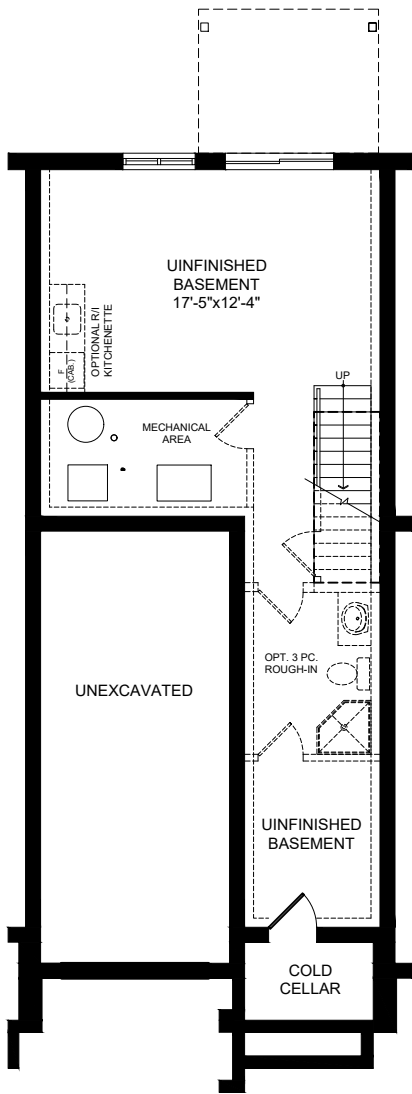 UINFINISHED
BASEMENT
17'-5"x12'-4"
OPTIONAL R/I
KITCHENETTE
F
(CAB.)
UP
MECHANICAL
AREA
OPT. 3 PC.
ROUGH-IN
UNEXCAVATED
UINFINISHED
BASEMENT
COLD
CELLAR